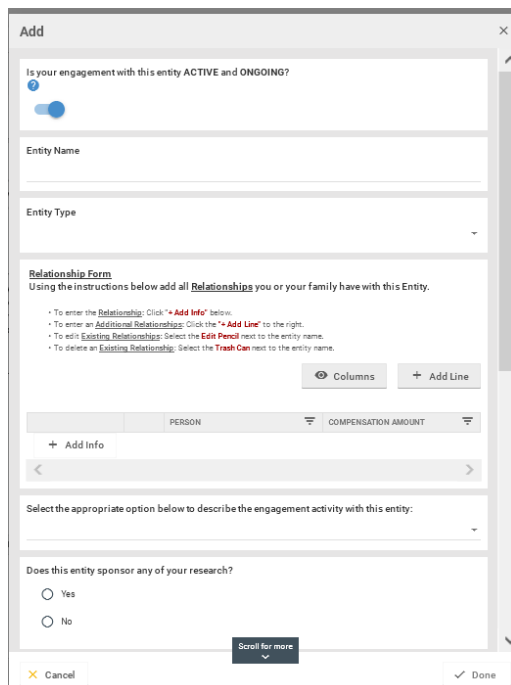 Add
Is your engagement with this entity ACTIVE and ONGOING?
Entity Name
Entity Type
Relationship Form
Using the instructions below add all Relationships you or your family have with this Entity.
• To enter the Relationship: Click "+ Add Info" below.
• To enter an Additional Relationships: Click the "+ Add Line" to the right.
• To edit Existing Relationships: Select the Edit Pencil next to the entity name.
• To delete an Existing Relationship: Select the Trash Can next to the entity name.
Columns + Add Line
PERSON COMPENSATION AMOUNT
+ Add Info
Select the appropriate option below to describe the engagement activity with this entity:
Does this entity sponsor any of your research?
Yes
No
Scroll for more
Cancel Done